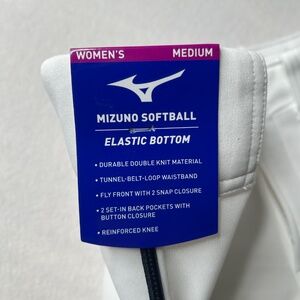 WOMEN'S MEDIUM
MIZUNO SOFTBALL
ELASTIC BOTTOM
• DURABLE DOUBLE KNIT MATERIAL
• TUNNEL-BELT-LOOP WAISTBAND
• FLY FRONT WITH 2 SNAP CLOSURE
• 2 SET-IN BACK POCKETS WITH
BUTTON CLOSURE
• REINFORCED KNEE